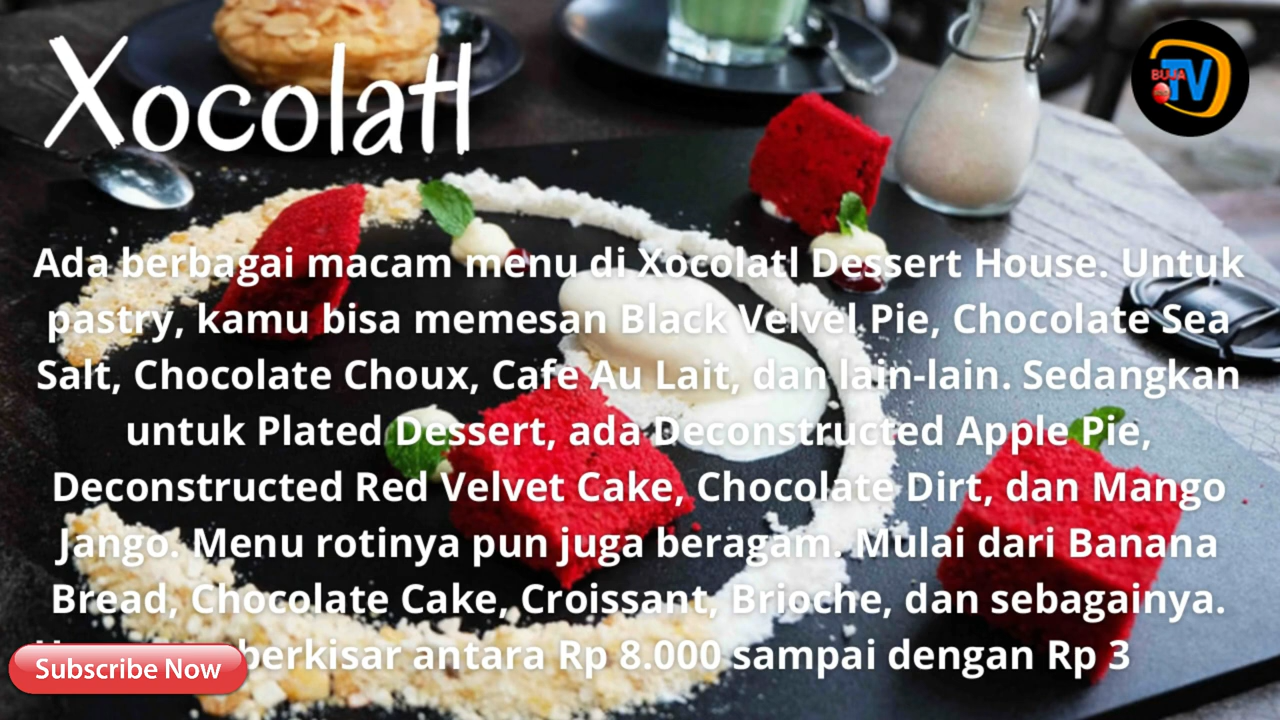 Xocolatl
BUJA
TV
Ada berbagai macam menu di Xocolatl Dessert House. Untuk
pastry, kamu bisa memesan Black Velvel Pie, Chocolate Sea
Salt, Chocolate Choux, Cafe Au Lait, dan lain-lain. Sedangkan
untuk Plated Dessert, ada Deconstructed Apple Pie,
Deconstructed Red Velvet Cake, Chocolate Dirt, dan Mango
Jango. Menu rotinya pun juga beragam. Mulai dari Banana
Bread, Chocolate Cake, Croissant, Brioche, dan sebagainya.
berkisar antara Rp 8.000 sampai dengan Rp 3
Subscribe Now